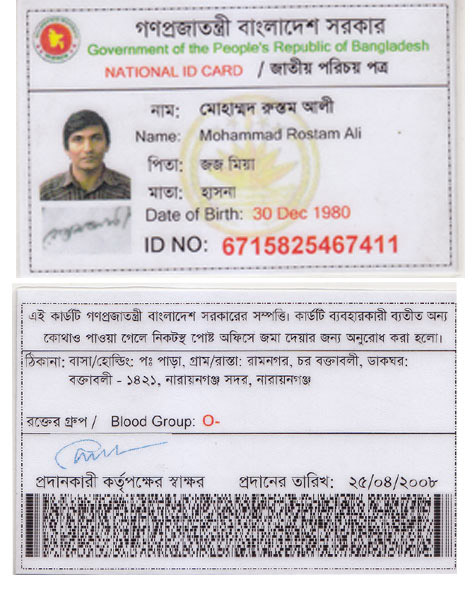 গণপ্রজাতন্ত্রী বাংলাদেশ সরকার
Government of the People's Republic of Bangladesh
NATIONAL ID CARD / জাতীয় পরিচয় পত্র
নাম: মোহাম্মদ রুস্তম আলী
Name: Mohammad Rostam Ali
পিতা: জজ মিয়া
মাতা: হাসনা
Date of Birth: 30 Dec 1980
ID NO: 6715825467411
এই কার্ডটি গণপ্রজাতন্ত্রী বাংলাদেশ সরকারের সম্পত্তি। কার্ডটি ব্যবহারকারী ব্যতীত অন্য
কোথাও পাওয়া গেলে নিকটস্থ পোষ্ট অফিসে জমা দেয়ার জন্য অনুরোধ করা হলো।
ঠিকানা: বাসা/হোল্ডিং: পঃ পাড়া, গ্রাম/রাস্তা: রামনগর, চর বক্তাবলী, ডাকঘর:
বক্তাবলী - ১৪২১, নারায়নগঞ্জ সদর, নারায়নগঞ্জ
রক্তের গ্রুপ / Blood Group: O-
প্রদানকারী কর্তৃপক্ষের স্বাক্ষর প্রদানের তারিখ: ২৫/০৪/২০০৮